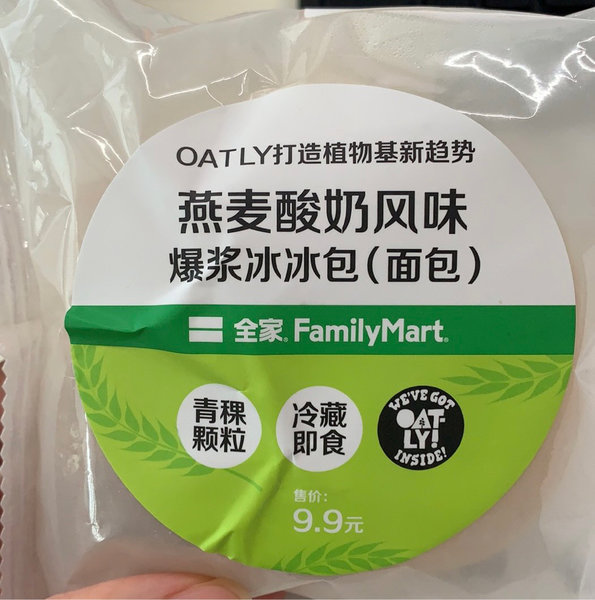 OATLY打造植物基新趋势
燕麦酸奶风味
爆浆冰冰包（面包）
全家® FamilyMart®
青稞
颗粒
冷藏
即食
WE'VE GOT
OAT-
LY!
INSIDE!
售价：
9.9元